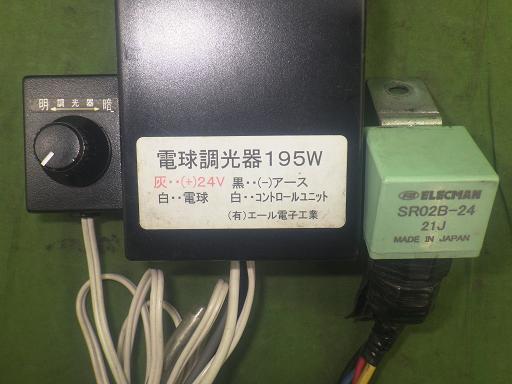 明 調光器 暗
電球調光器195W
灰・・(+)24V 黒・・(-)アース
白・・電球 白・・コントロールユニット
(有)エール電子工業
ELECMAN
SR02B-24
21J
MADE IN JAPAN